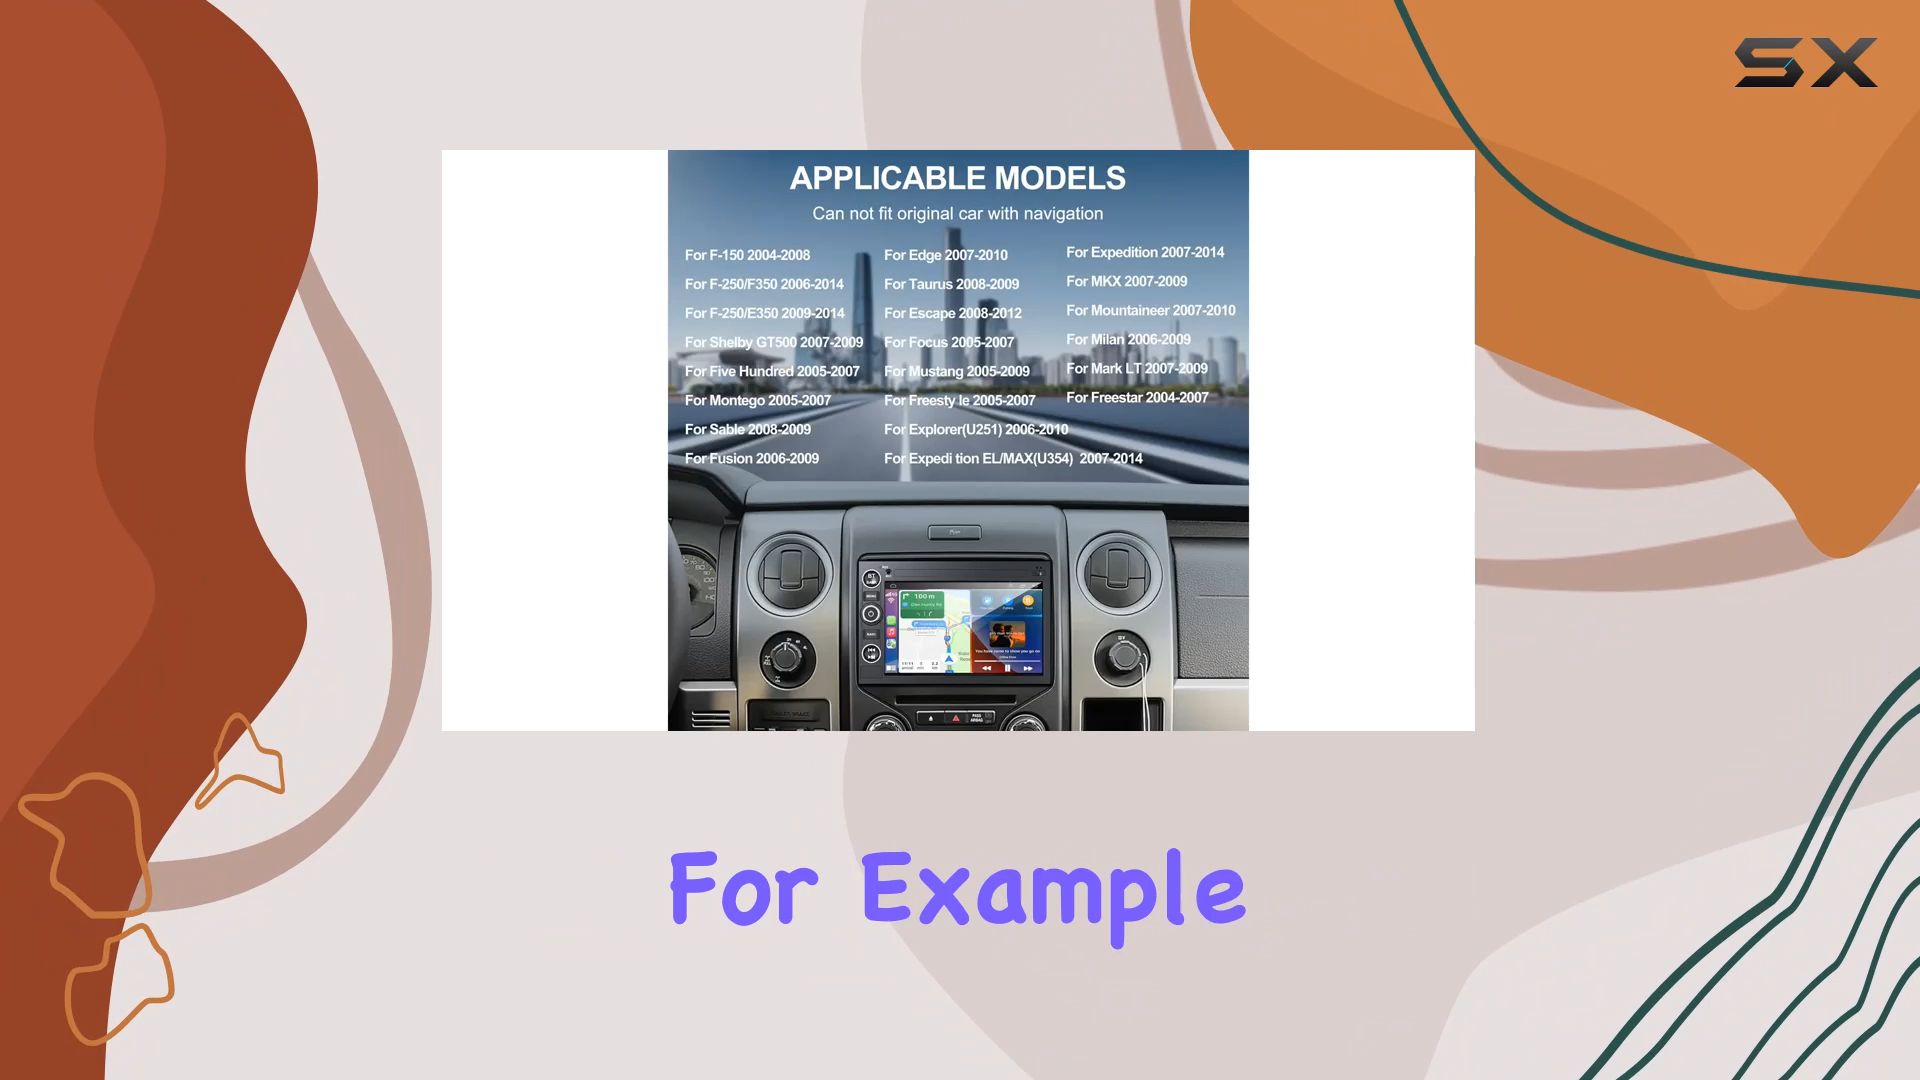 SX
APPLICABLE MODELS
Can not fit original car with navigation
For F-150 2004-2008
For F-250/F350 2006-2014
For F-250/E350 2009-2014
For Shelby GT500 2007-2009
For Five Hundred 2005-2007
For Montego 2005-2007
For Sable 2008-2009
For Fusion 2006-2009
For Edge 2007-2010
For Taurus 2008-2009
For Escape 2008-2012
For Focus 2005-2007
For Mustang 2005-2009
For Freesty le 2005-2007
For Explorer(U251) 2006-2010
For Expedi tion EL/MAX(U354) 2007-2014
For Expedition 2007-2014
For MKX 2007-2009
For Mountaineer 2007-2010
For Milan 2006-2009
For Mark LT 2007-2009
For Freestar 2004-2007
BT
100 m
For Example